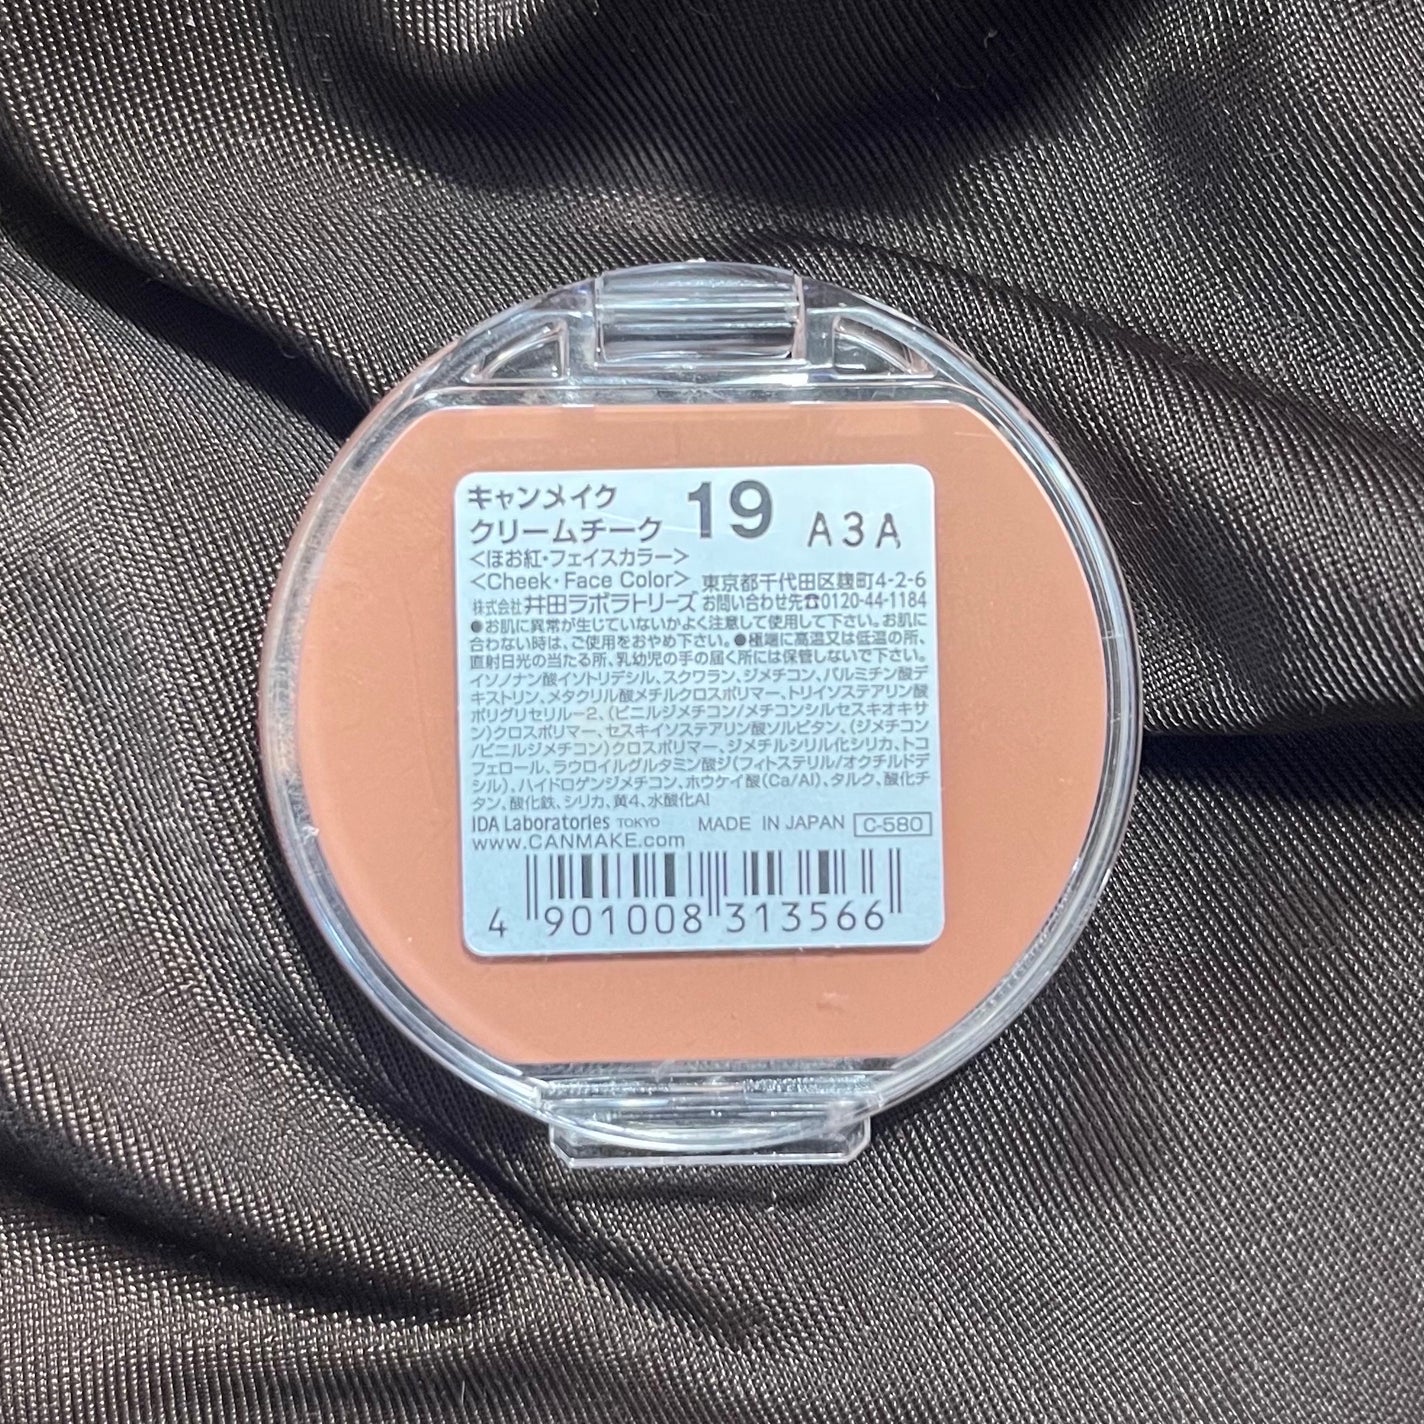 キャンメイク
クリームチーク 19 A3A
<ほお紅・フェイスカラー>
<Cheek・Face Color> 東京都千代田区麹町4-2-6
株式会社井田ラボラトリーズ お問い合わせ先☎0120-44-1184
●お肌に異常が生じていないかよく注意して使用して下さい。お肌に
合わない時は、ご使用をおやめ下さい。●極端に高温又は低温の所、
直射日光の当たる所、乳幼児の手の届く所には保管しないで下さい。
イソノナン酸イソトリデシル、スクワラン、ジメチコン、パルミチン酸デ
キストリン、メタクリル酸メチルクロスポリマー、トリイソステアリン酸
ポリグリセリル-2、(ビニルジメチコン/メチコンシルセスキオキサ
ン)クロスポリマー、セスキイソステアリン酸ソルビタン、(ジメチコン
/ビニルジメチコン)クロスポリマー、ジメチルシリル化シリカ、トコ
フェロール、ラウロイルグルタミン酸ジ(フィトステリル/オクチルドデ
シル)、ハイドロゲンジメチコン、ホウケイ酸(Ca/Al)、タルク、酸化チ
タン、酸化鉄、シリカ、黄4、水酸化Al
IDA Laboratories TOKYO MADE IN JAPAN C-580
www.CANMAKE.com
4 901008 313566